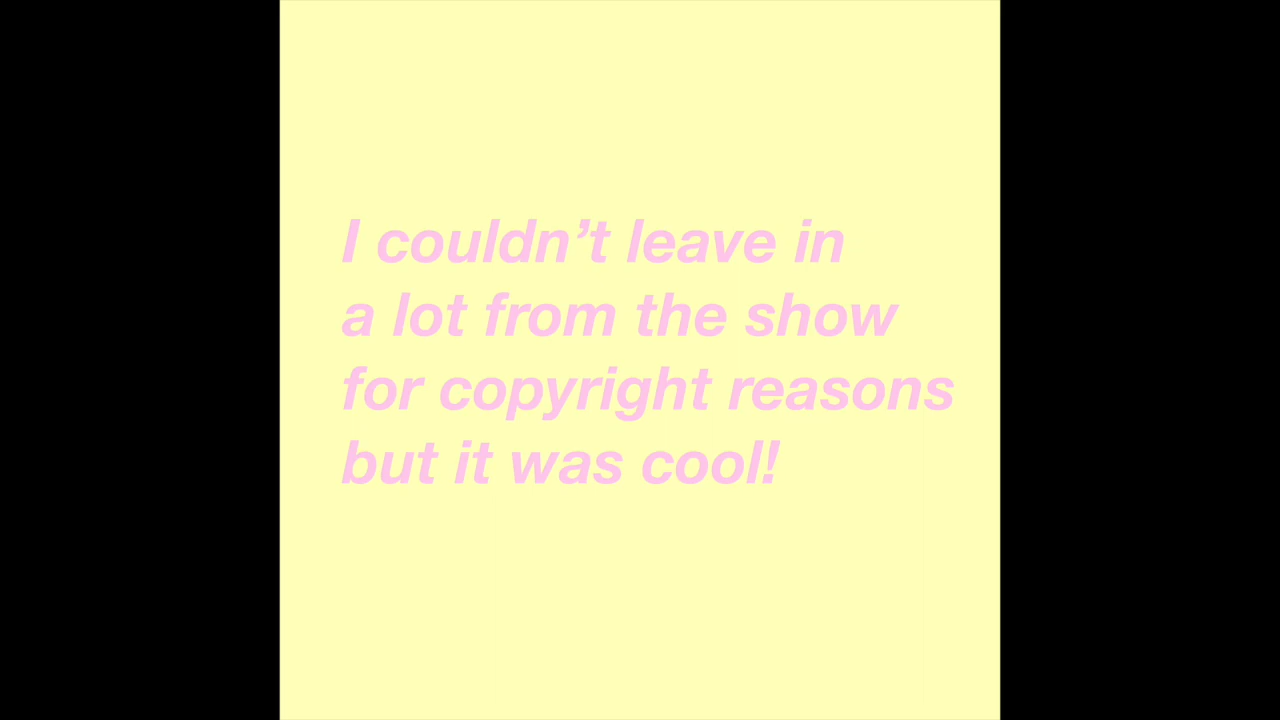 I couldn’t leave in
a lot from the show
for copyright reasons
but it was cool!